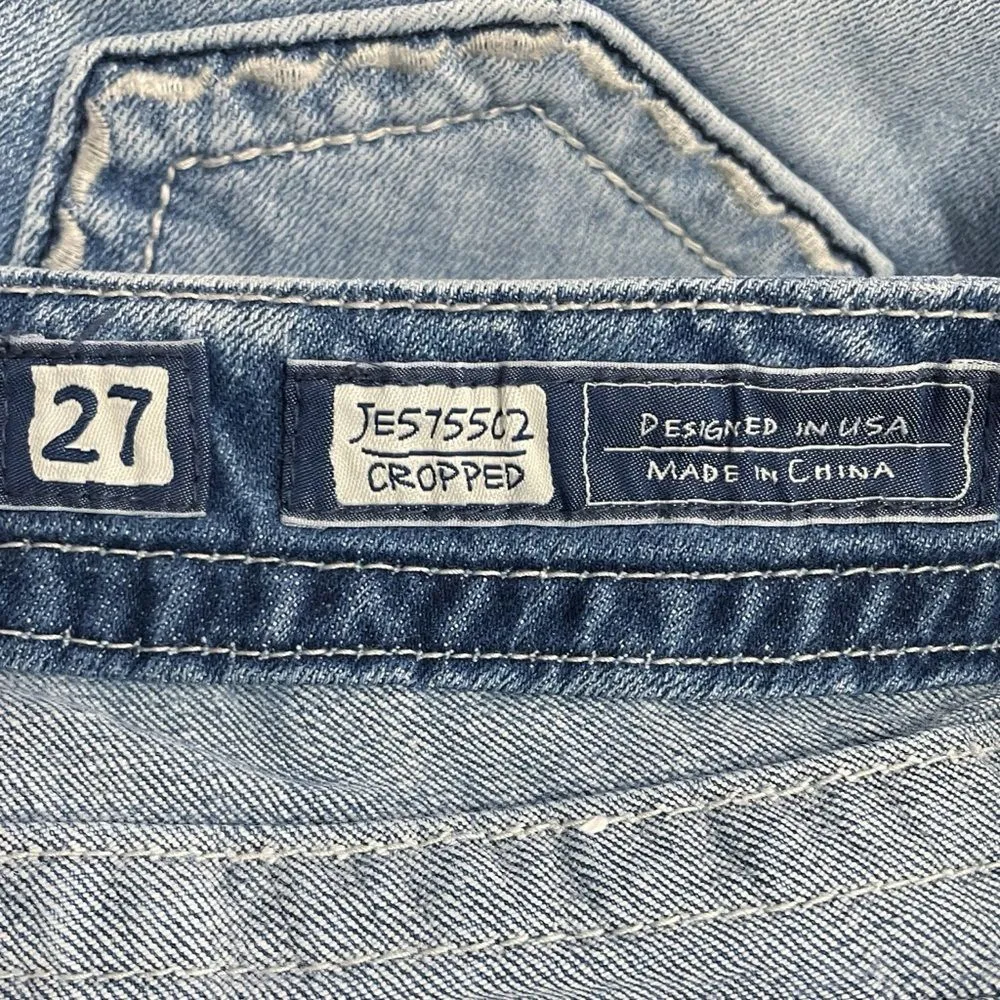 27
JE575502
CROPPED
DESIGNED IN USA
MADE IN CHINA